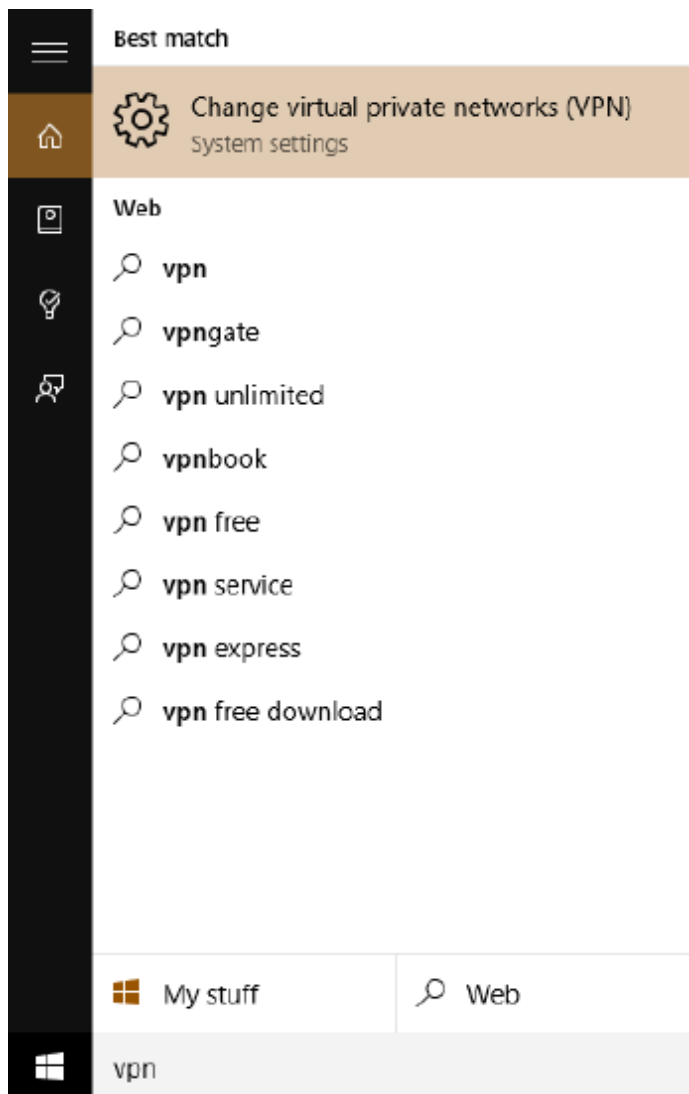 Best match
Change virtual private networks (VPN)
System settings
Web
vpn
vpngate
vpn unlimited
vpnbook
vpn free
vpn service
vpn express
vpn free download
My stuff
Web
vpn